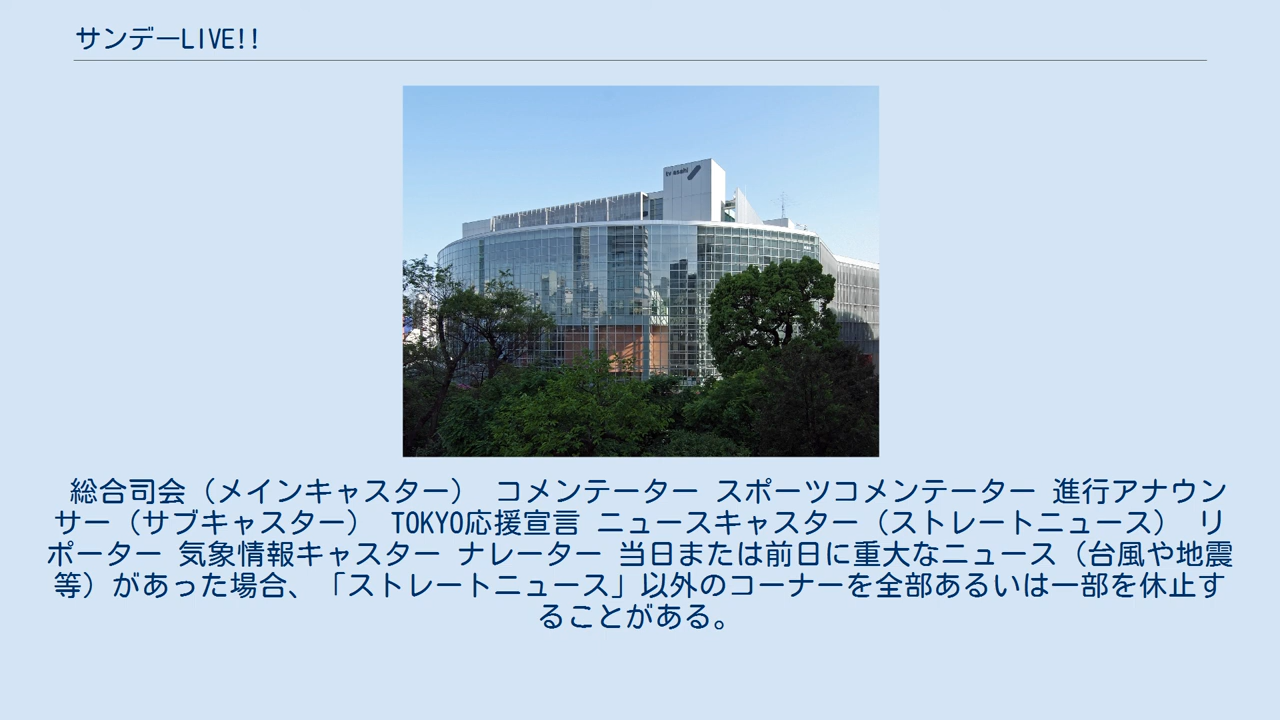 サンデーLIVE!!
tv asahi
総合司会（メインキャスター） コメンテーター スポーツコメンテーター 進行アナウン
サー（サブキャスター） TOKYO応援宣言 ニュースキャスター（ストレートニュース） リ
ポーター 気象情報キャスター ナレーター 当日または前日に重大なニュース（台風や地震
等）があった場合、「ストレートニュース」以外のコーナーを全部あるいは一部を休止す
ることがある。